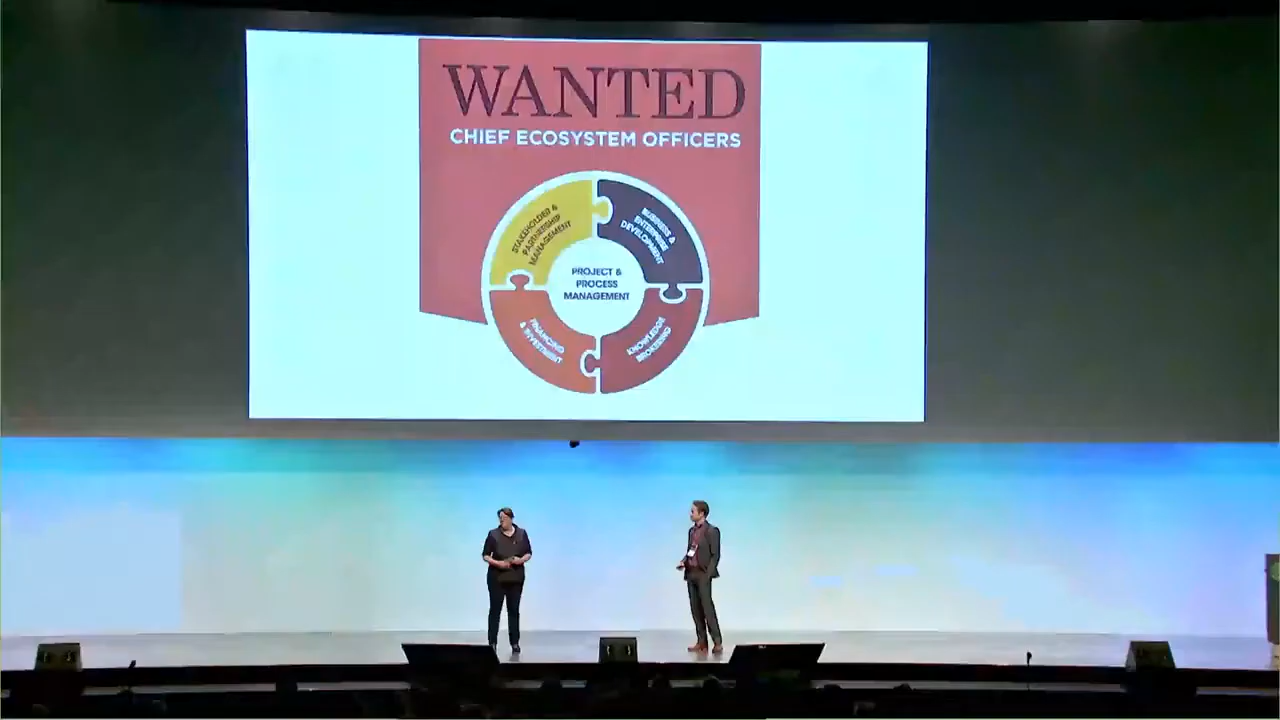 WANTED
CHIEF ECOSYSTEM OFFICERS
STAKEHOLDER &
PARTNERSHIP
MANAGEMENT
BUSINESS &
ENTERPRISE
DEVELOPMENT
PROJECT &
PROCESS
MANAGEMENT
FINANCING
& INVESTMENT
KNOWLEDGE
BROKERING